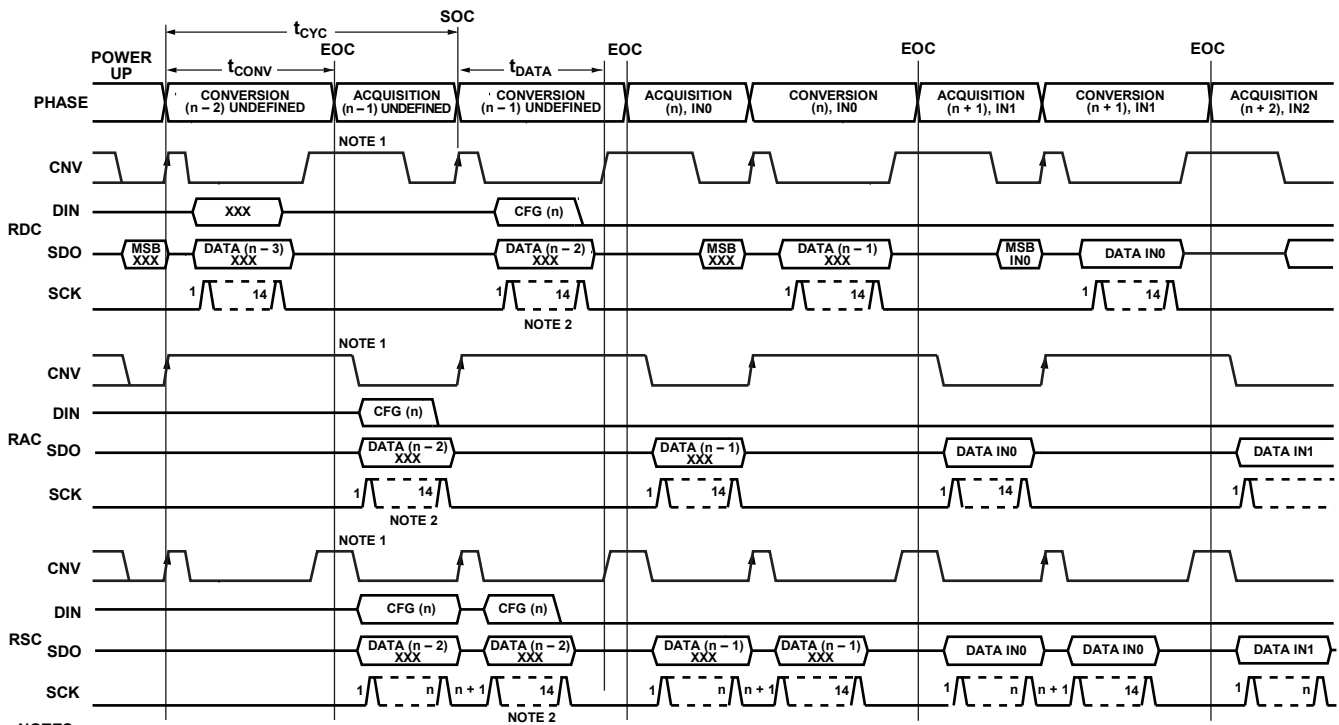 SOC
tCYC
POWER UP
EOC EOC EOC EOC
tCONV tDATA
PHASE
CONVERSION (n – 2) UNDEFINED
ACQUISITION (n – 1) UNDEFINED
CONVERSION (n – 1) UNDEFINED
ACQUISITION (n), IN0
CONVERSION (n), IN0
ACQUISITION (n + 1), IN1
CONVERSION (n + 1), IN1
ACQUISITION (n + 2), IN2
NOTE 1
CNV
DIN XXX CFG (n)
RDC
SDO MSB XXX DATA (n – 3) XXX DATA (n – 2) XXX MSB XXX DATA (n – 1) XXX MSB IN0 DATA IN0
SCK 1 14 1 14 1 14 1 14
NOTE 2
NOTE 1
CNV
DIN CFG (n)
RAC
SDO DATA (n – 2) XXX DATA (n – 1) XXX DATA IN0 DATA IN1
SCK 1 14 1 14 1 14 1
NOTE 2
NOTE 1
CNV
DIN CFG (n) CFG (n)
RSC
SDO DATA (n – 2) XXX DATA (n – 2) XXX DATA (n – 1) XXX DATA (n – 1) XXX DATA IN0 DATA IN0 DATA IN1
SCK 1 n n + 1 14 1 n n + 1 14 1 n n + 1 14 1 n
NOTE 2